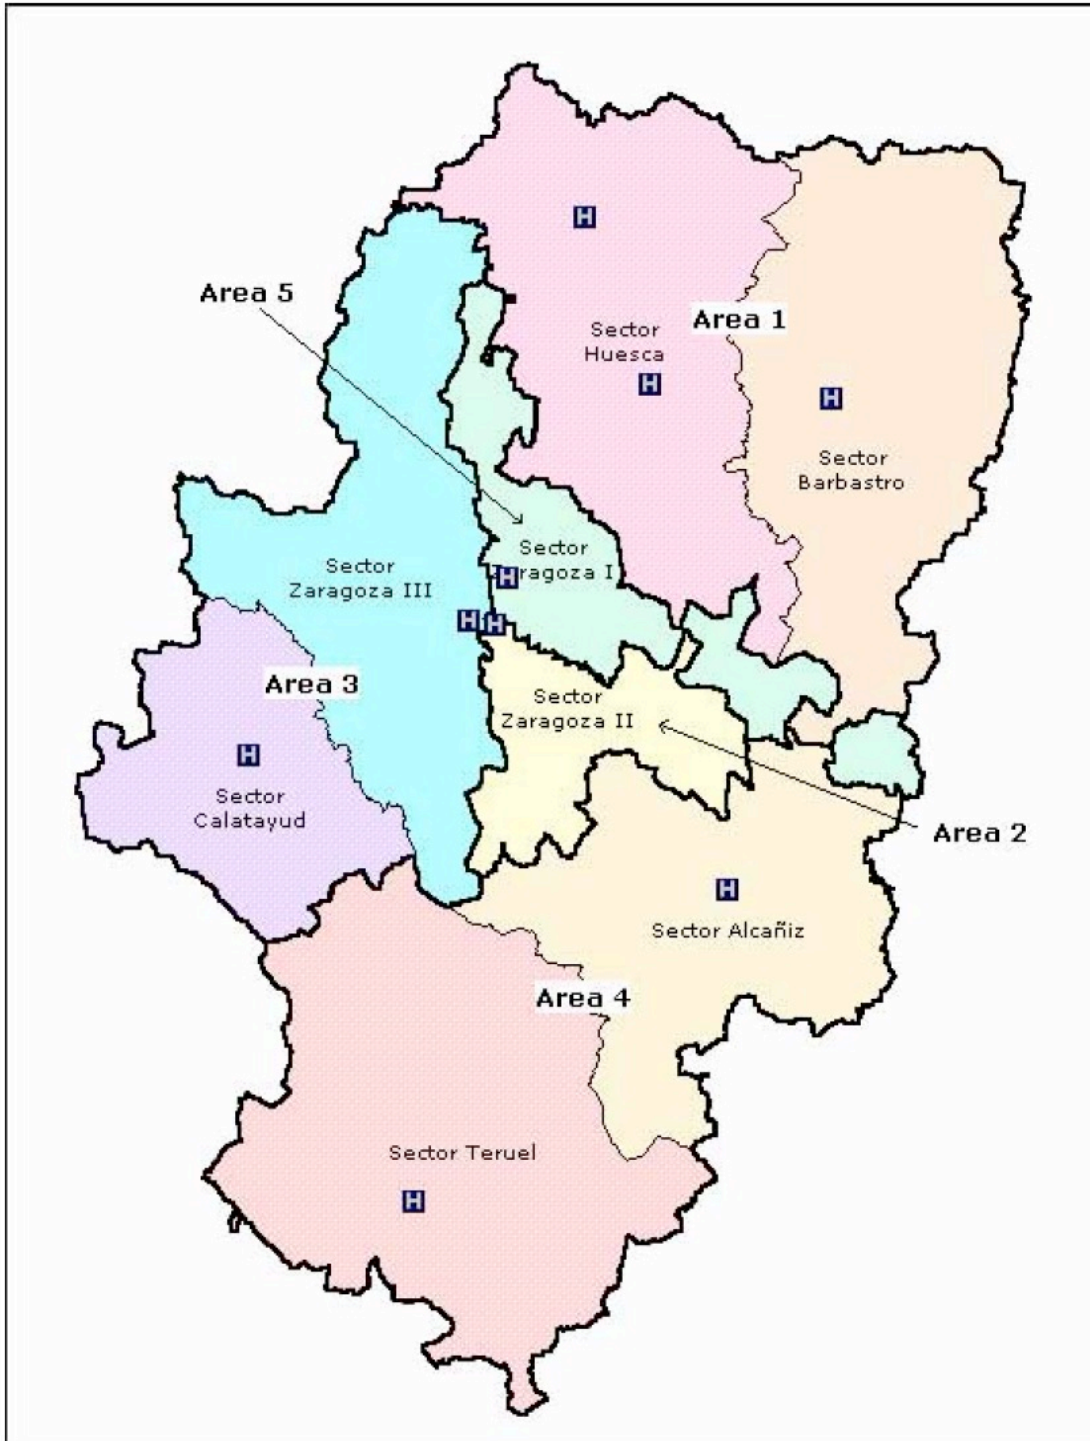 H
Area 5
Area 1
Sector
Huesca
H
H
Sector
Barbastro
Sector
Zaragoza I
H
Sector
Zaragoza III
H
H
Area 3
Sector
Zaragoza II
H
Sector
Calatayud
Area 2
H
Sector Alcañiz
Area 4
Sector Teruel
H